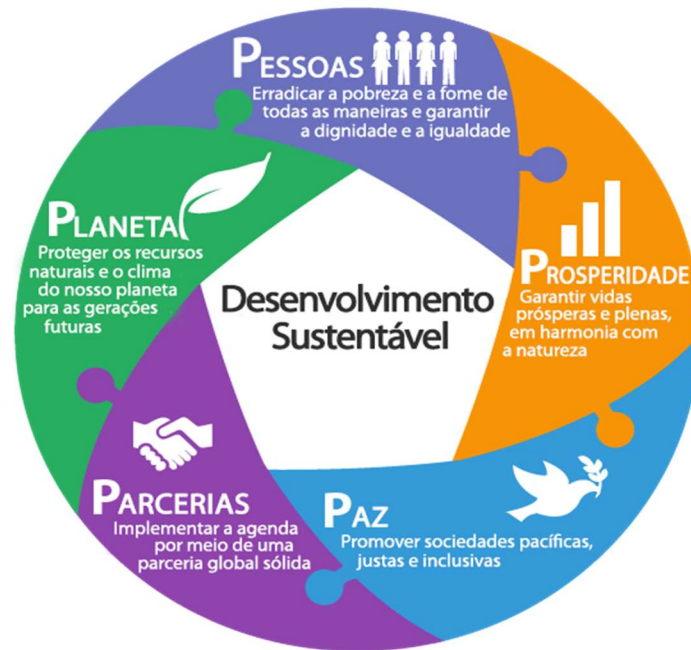 PESSOAS
Erradicar a pobreza e a fome de
todas as maneiras e garantir
a dignidade e a igualdade
PLANETA
Proteger os recursos
naturais e o clima
do nosso planeta
para as gerações
futuras
PROSPERIDADE
Garantir vidas
prósperas e plenas,
em harmonia com
a natureza
Desenvolvimento
Sustentável
PARCERIAS
Implementar a agenda
por meio de uma
parceria global sólida
PAZ
Promover sociedades pacíficas,
justas e inclusivas